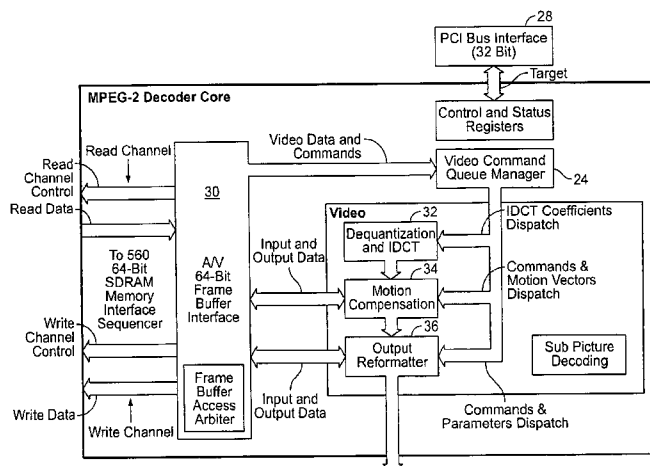 28
PCI Bus Interface
(32 Bit)
Target
MPEG-2 Decoder Core
Control and Status
Registers
Read Channel
Video Data and
Commands
Video Command
Queue Manager
24
Read
Channel
Control
Read Data
30
A/V
64-Bit
Frame
Buffer
Interface
Video
32
IDCT Coefficients
Dispatch
Dequantization
and IDCT
Input and
Output Data
34
Motion
Compensation
Commands &
Motion Vectors
Dispatch
To 560
64-Bit
SDRAM
Memory
Interface
Sequencer
36
Output
Reformatter
Sub Picture
Decoding
Write
Channel
Control
Frame
Buffer
Access
Arbiter
Input and
Output Data
Commands &
Parameters Dispatch
Write Data
Write Channel